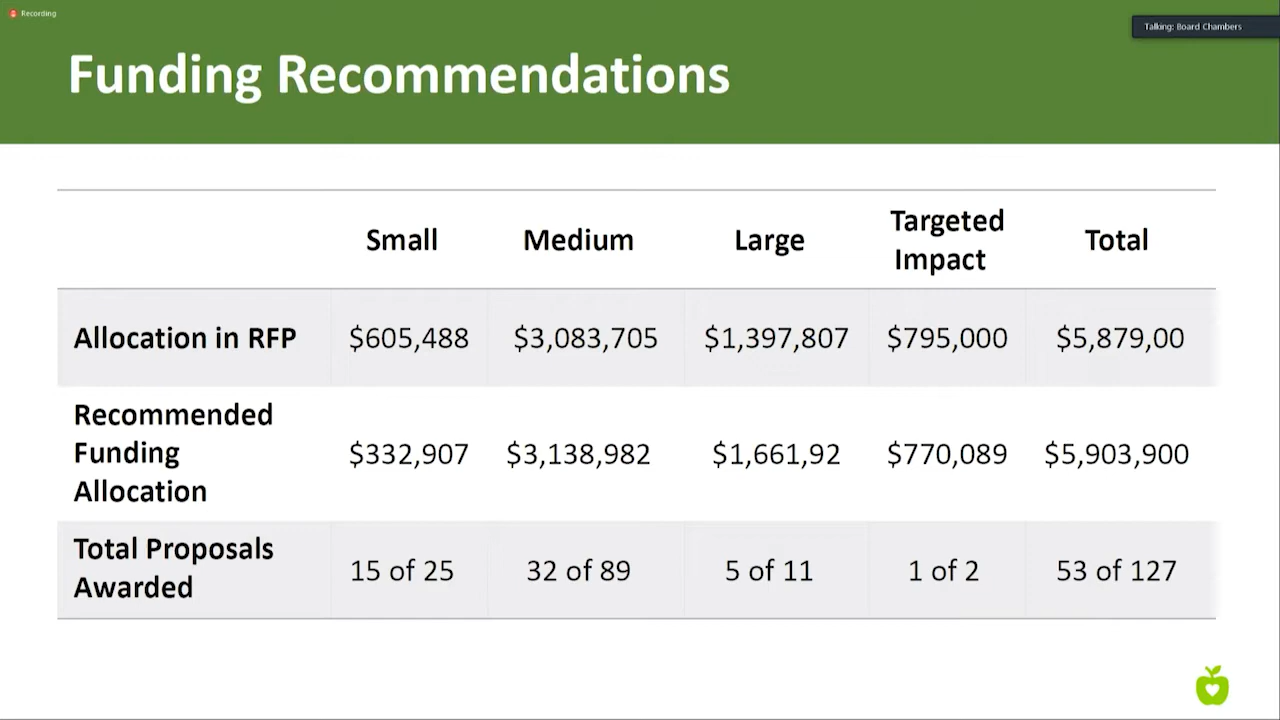 Recording
Talking: Board Chambers
Funding Recommendations
Small Medium Large Targeted Impact Total
Allocation in RFP $605,488 $3,083,705 $1,397,807 $795,000 $5,879,00
Recommended
Funding
Allocation
$332,907 $3,138,982 $1,661,92 $770,089 $5,903,900
Total Proposals
Awarded
15 of 25 32 of 89 5 of 11 1 of 2 53 of 127